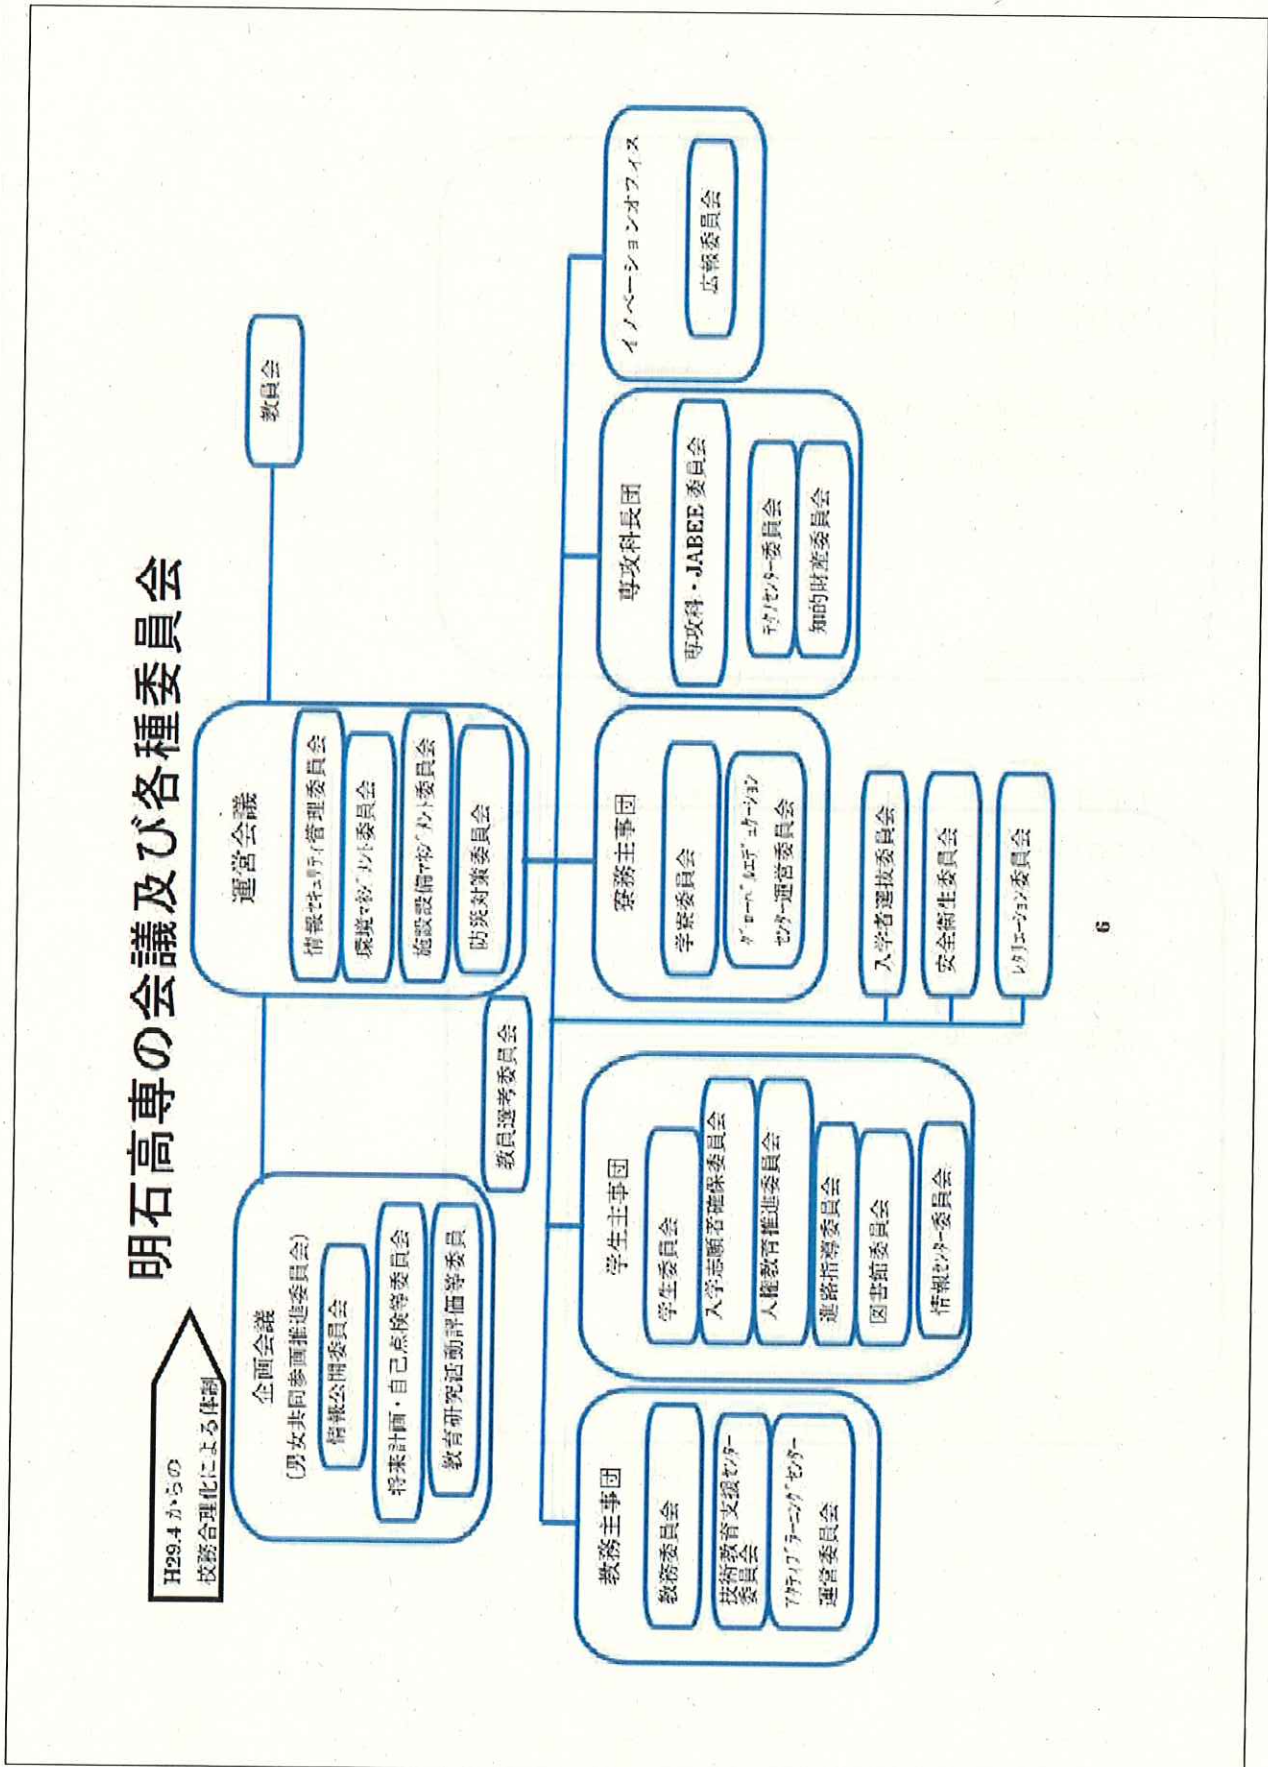 明石高専の会議及び各種委員会
H29.4 からの
校務合理化による体制
企画会議
(男女共同参画推進委員会)
情報公開委員会
将来計画・自己点検等委員会
教育研究活動評価等委員
運営会議
情報セキュリティ管理委員会
環境マネジメント委員会
施設設備マネジメント委員会
防災対策委員会
教員会
教員選考委員会
教務主事団
教務委員会
技術教育支援センター
委員会
アクティブラーニングセンター
運営委員会
学生主事団
学生委員会
入学志願者確保委員会
人権教育推進委員会
進路指導委員会
図書館委員会
情報センター委員会
寮務主事団
学寮委員会
グローバルエデュケーション
センター運営委員会
専攻科長団
専攻科・JABEE 委員会
テクノセンター委員会
知的財産委員会
イノベーションオフィス
広報委員会
入学者選抜委員会
安全衛生委員会
レクリエーション委員会
6